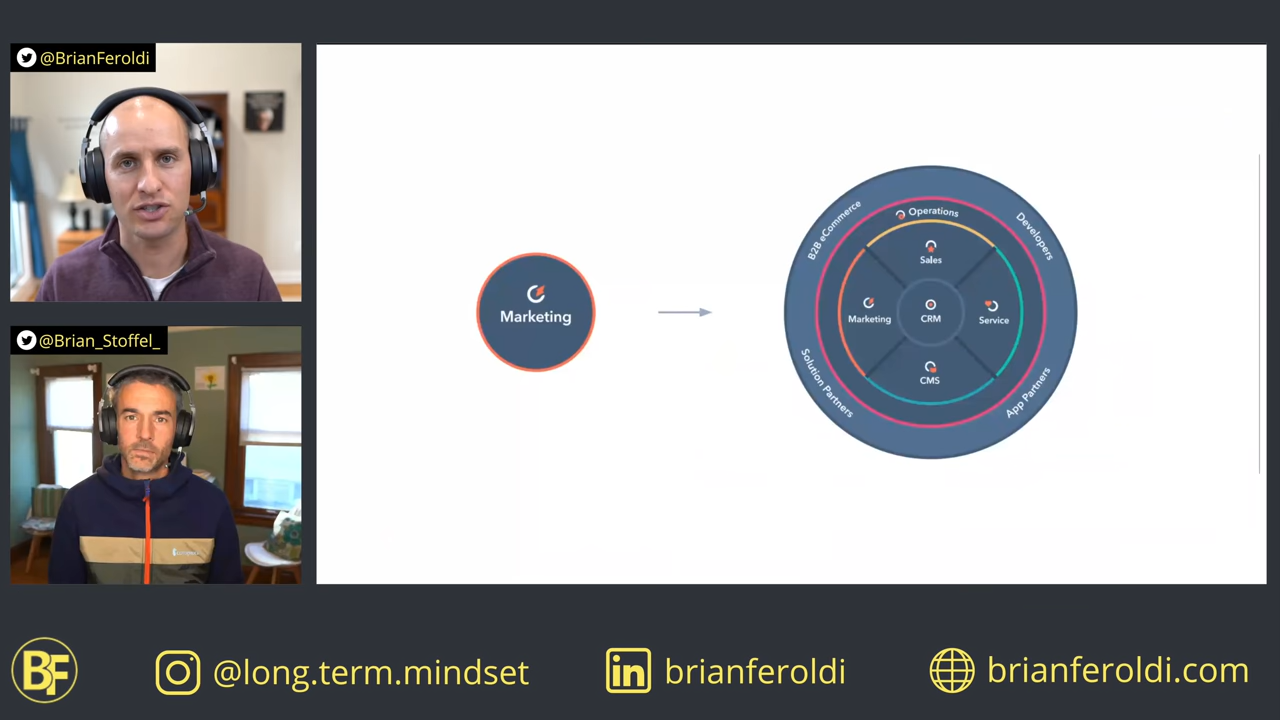 @BrianFeroldi
@Brian_Stoffel_
Marketing
B2B eCommerce
Operations
Developers
Sales
Marketing
CRM
Service
CMS
Solution Partners
App Partners
BF
@long.term.mindset
in
brianferoldi
brianferoldi.com